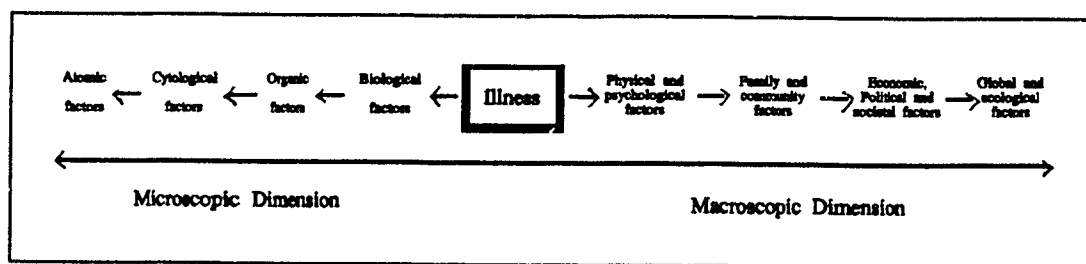 Atomic
factors
Cytological
factors
Organic
factors
Biological
factors
Illness
Physical and
psychological
factors
Family and
community
factors
Economic,
Political and
societal factors
Global and
ecological
factors
Microscopic Dimension
Macroscopic Dimension